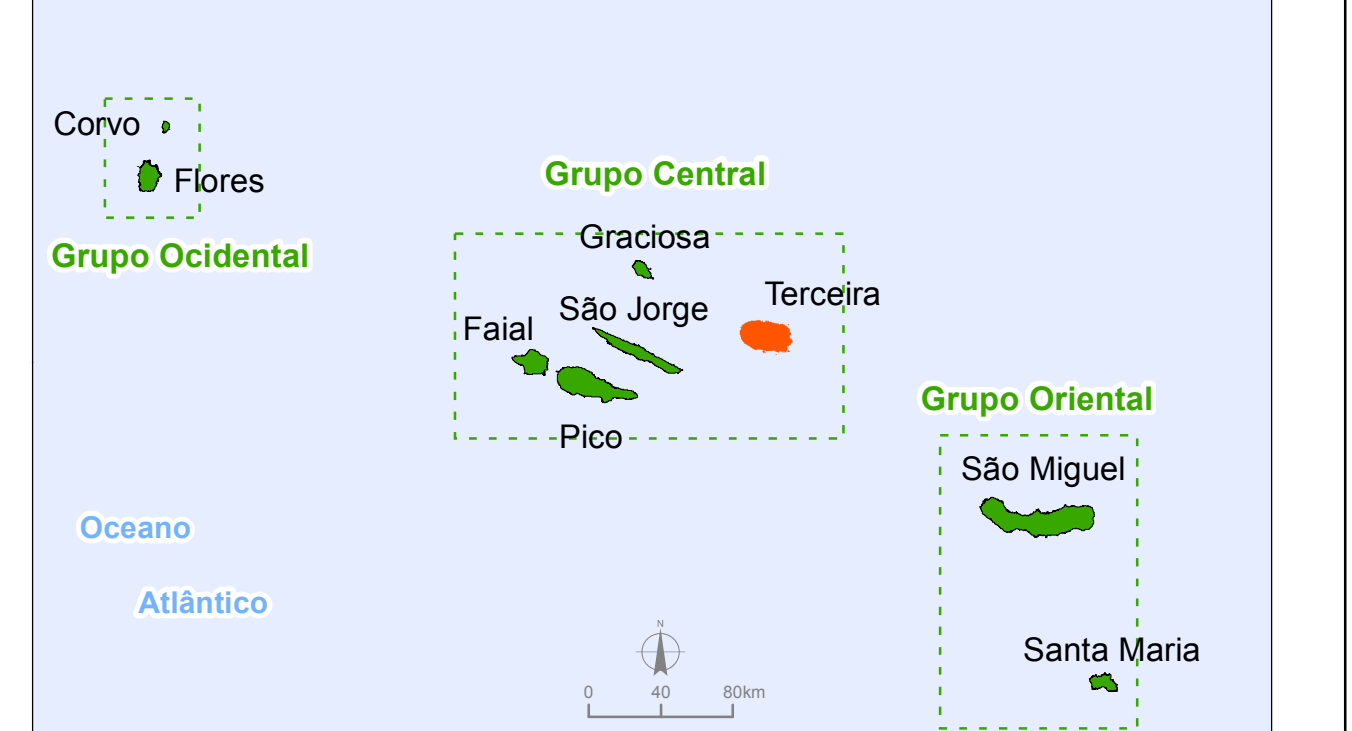 Corvo
Flores
Grupo Ocidental
Grupo Central
Graciosa
São Jorge
Terceira
Faial
Pico
Grupo Oriental
São Miguel
Santa Maria
Oceano
Atlântico
N
0 40 80km